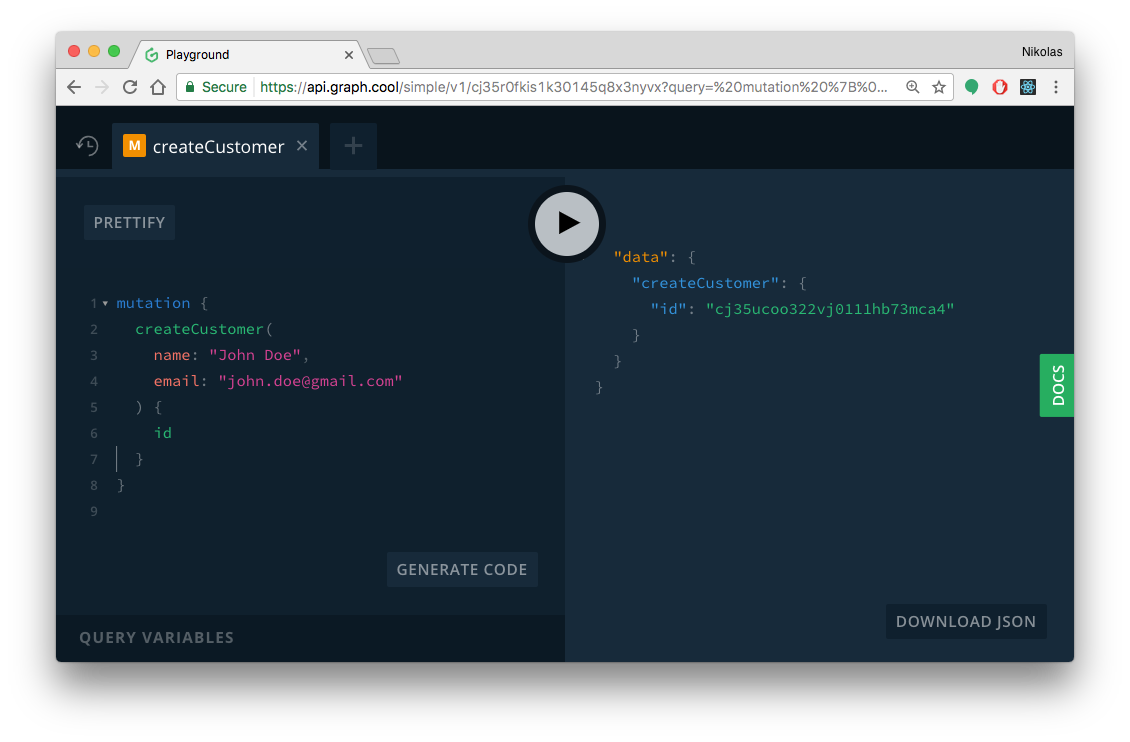 Playground
Nikolas
Secure https://api.graph.cool/simple/v1/cj35r0fkis1k30145q8x3nyvx?query=%20mutation%20%7B%0...
M createCustomer
PRETTIFY
1 mutation {
2 createCustomer(
3 name: "John Doe",
4 email: "john.doe@gmail.com"
5 ) {
6 id
7 }
8 }
9
"data": {
"createCustomer": {
"id": "cj35ucoo322vj0111hb73mca4"
}
}
}
DOCS
GENERATE CODE
DOWNLOAD JSON
QUERY VARIABLES